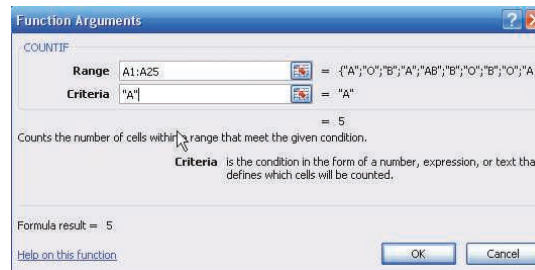 Function Arguments
COUNTIF
Range A1:A25 = {"A";"O";"B";"A";"AB";"B";"O";"B";"O";"A
Criteria "A" = "A"
= 5
Counts the number of cells within a range that meet the given condition.
Criteria is the condition in the form of a number, expression, or text tha
defines which cells will be counted.
Formula result = 5
Help on this function OK Cancel